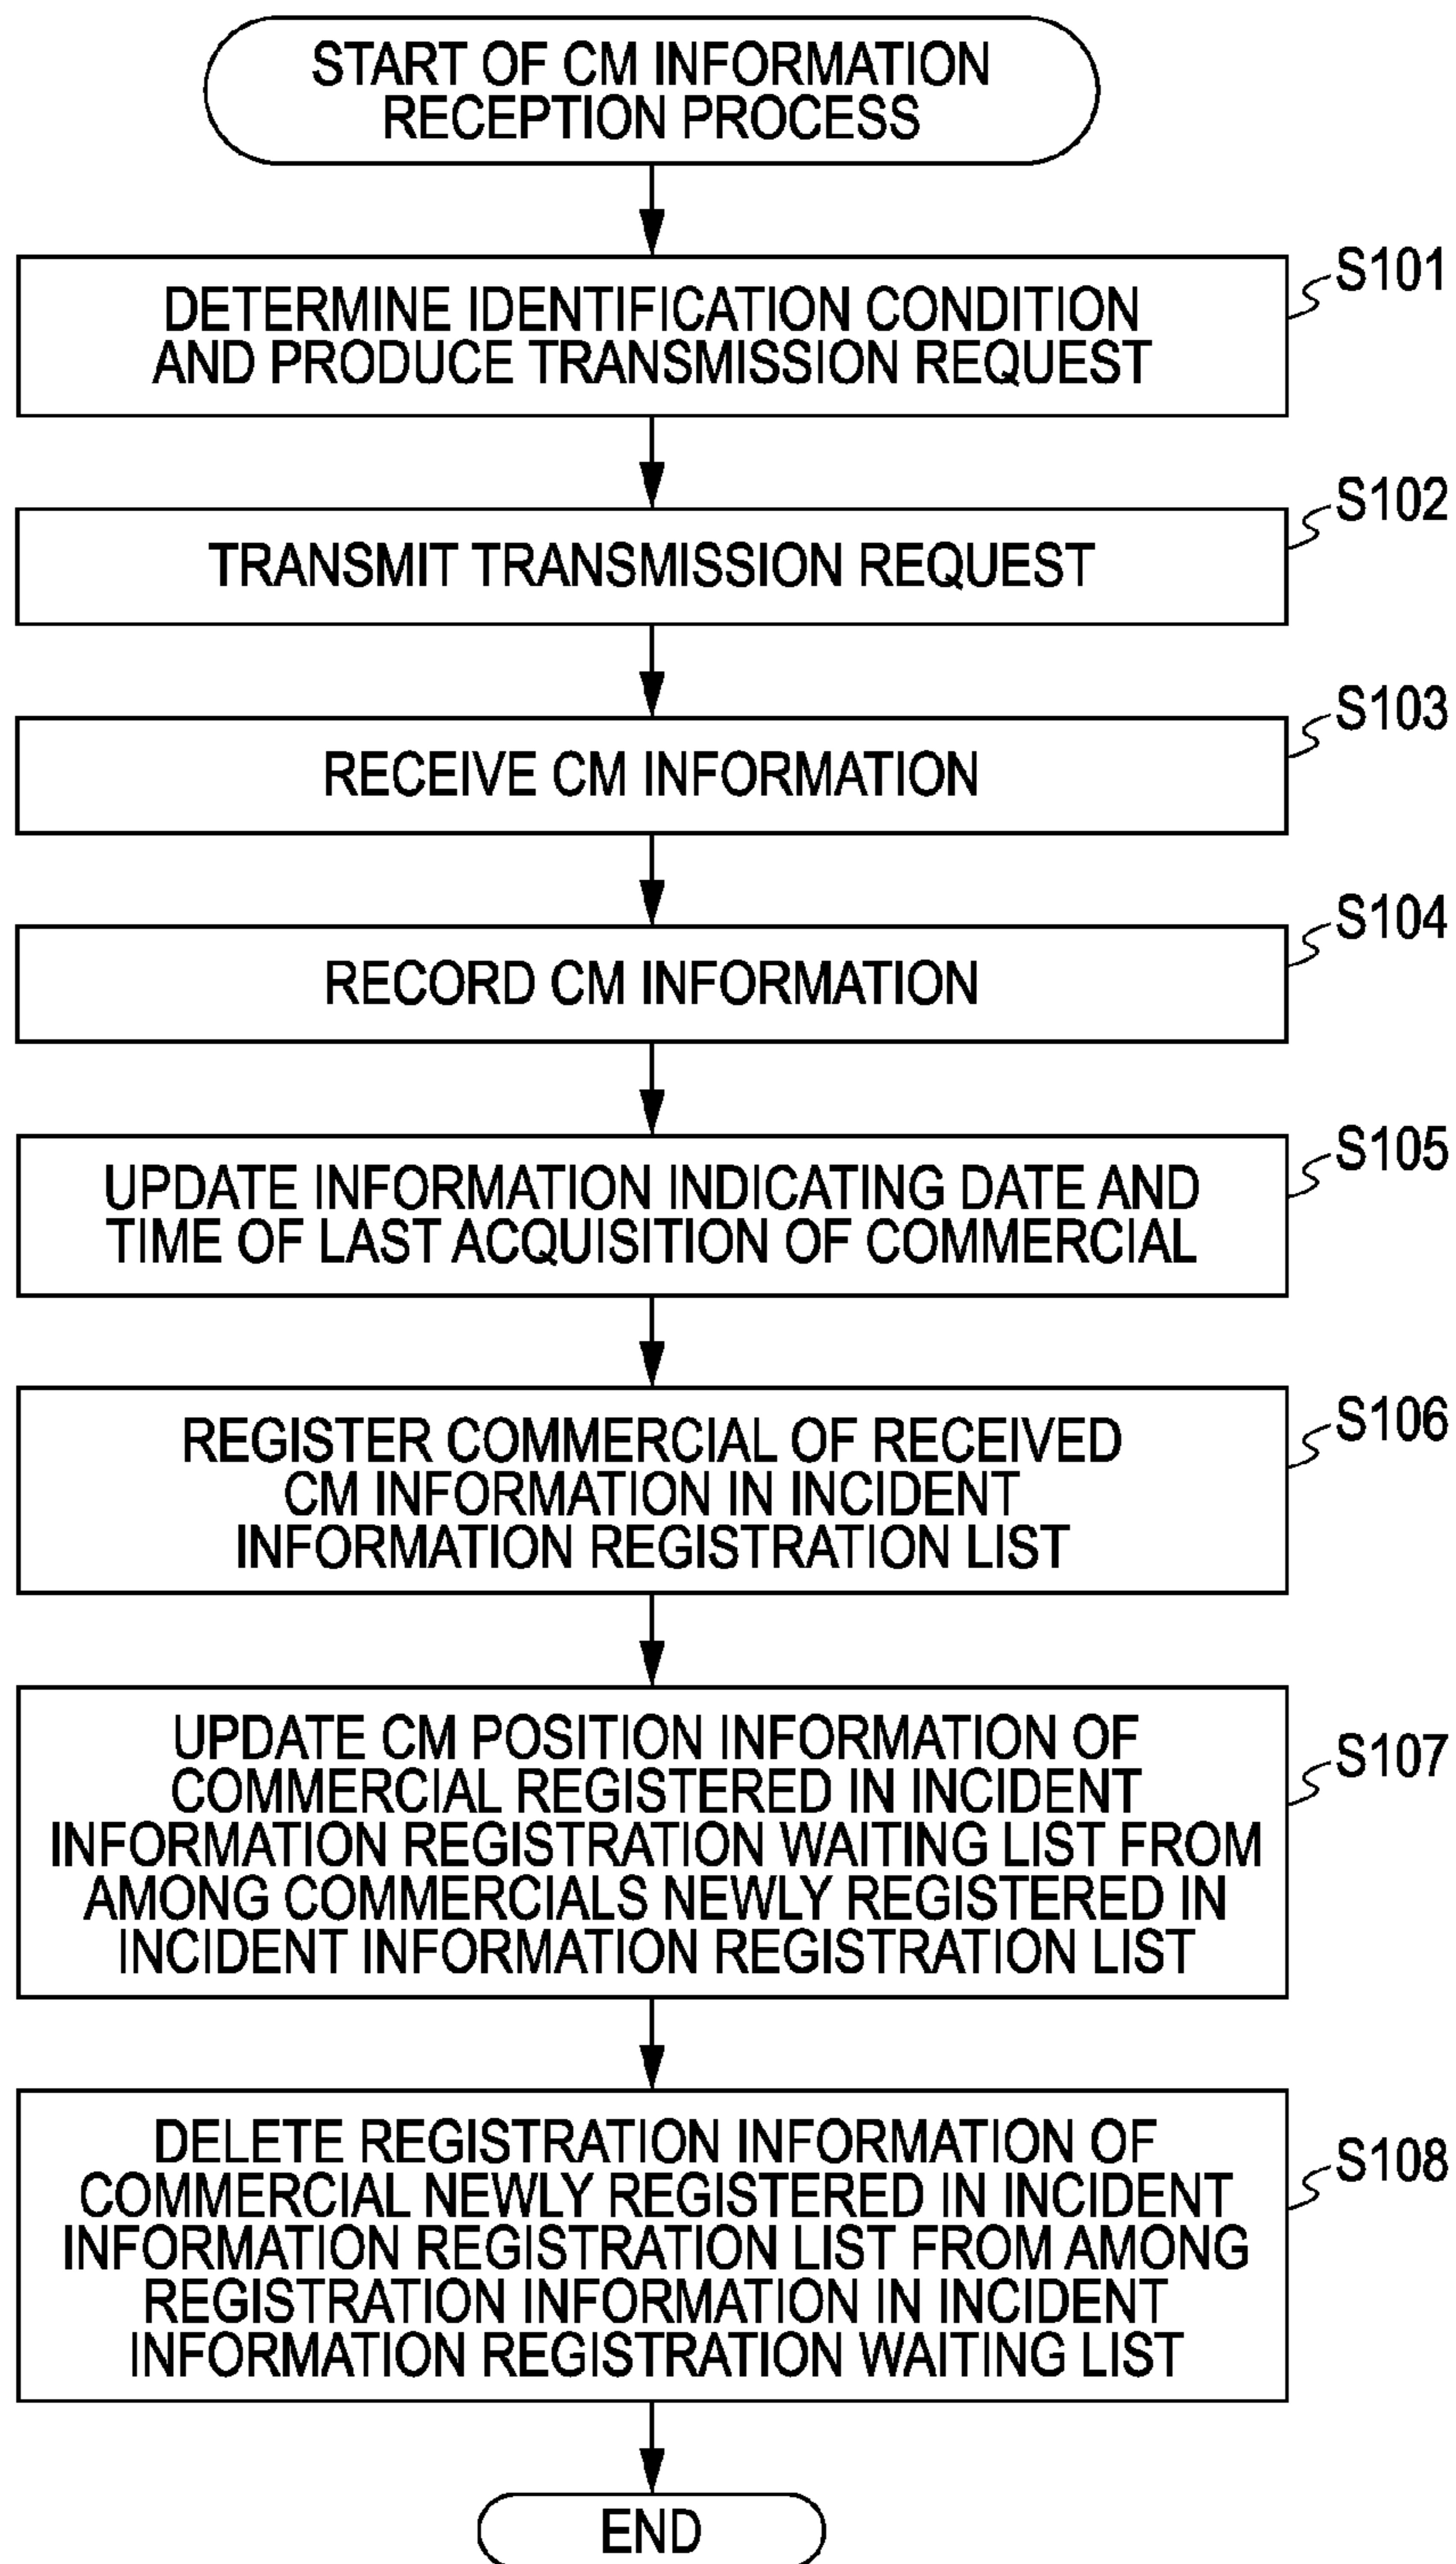 START OF CM INFORMATION
RECEPTION PROCESS
S101
DETERMINE IDENTIFICATION CONDITION
AND PRODUCE TRANSMISSION REQUEST
S102
TRANSMIT TRANSMISSION REQUEST
S103
RECEIVE CM INFORMATION
S104
RECORD CM INFORMATION
S105
UPDATE INFORMATION INDICATING DATE AND
TIME OF LAST ACQUISITION OF COMMERCIAL
S106
REGISTER COMMERCIAL OF RECEIVED
CM INFORMATION IN INCIDENT
INFORMATION REGISTRATION LIST
S107
UPDATE CM POSITION INFORMATION OF
COMMERCIAL REGISTERED IN INCIDENT
INFORMATION REGISTRATION WAITING LIST FROM
AMONG COMMERCIALS NEWLY REGISTERED IN
INCIDENT INFORMATION REGISTRATION LIST
S108
DELETE REGISTRATION INFORMATION OF
COMMERCIAL NEWLY REGISTERED IN INCIDENT
INFORMATION REGISTRATION LIST FROM AMONG
REGISTRATION INFORMATION IN INCIDENT
INFORMATION REGISTRATION WAITING LIST
END